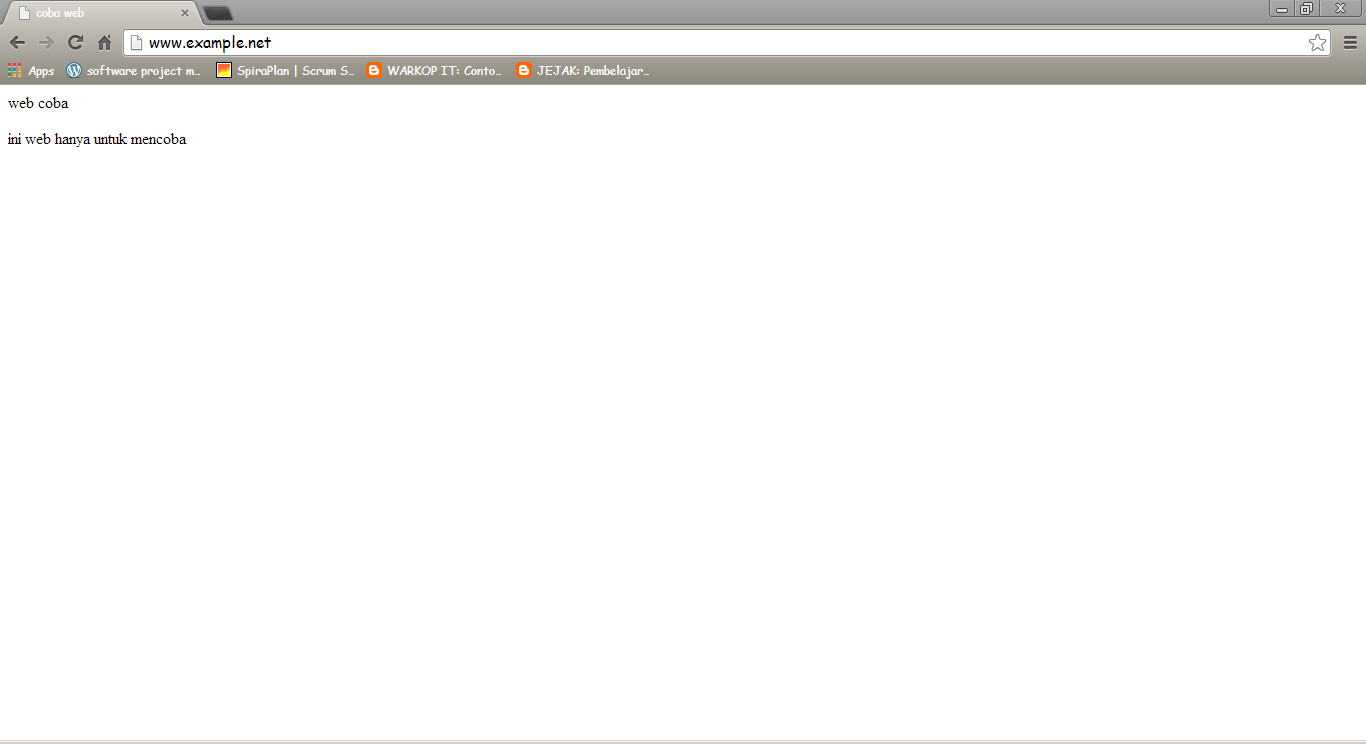 coba web
www.example.net
Apps software project m... SpiraPlan | Scrum S... WARKOP IT: Conto... JEJAK: Pembelajar...
web coba
ini web hanya untuk mencoba